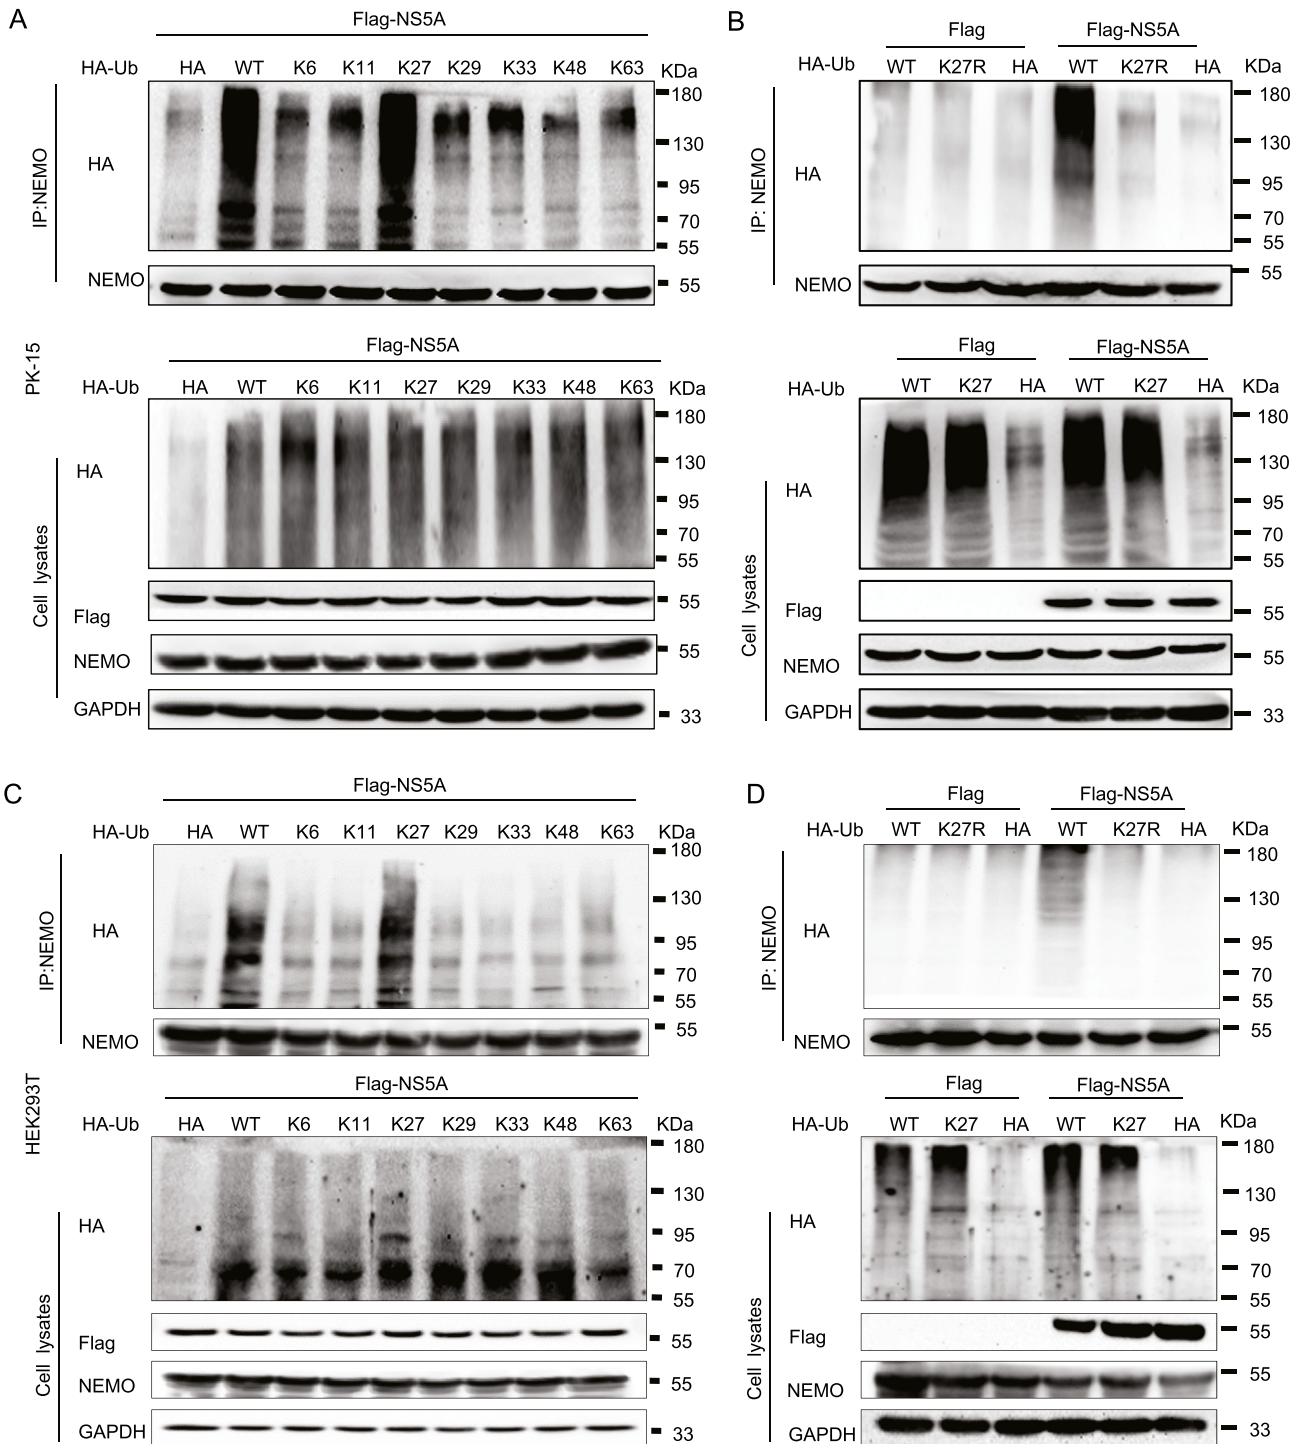 A
Flag-NS5A
HA-Ub HA WT K6 K11 K27 K29 K33 K48 K63 KDa
IP:NEMO
HA
180
130
95
70
55
NEMO
55
PK-15
Flag-NS5A
HA-Ub HA WT K6 K11 K27 K29 K33 K48 K63 KDa
Cell lysates
HA
180
130
95
70
55
Flag
55
NEMO
55
GAPDH
33
B
Flag Flag-NS5A
HA-Ub WT K27R HA WT K27R HA KDa
IP: NEMO
HA
180
130
95
70
55
NEMO
55
Flag Flag-NS5A
HA-Ub WT K27 HA WT K27 HA KDa
Cell lysates
HA
180
130
95
70
55
Flag
55
NEMO
55
GAPDH
33
C
Flag-NS5A
HA-Ub HA WT K6 K11 K27 K29 K33 K48 K63 KDa
IP:NEMO
HA
180
130
95
70
55
NEMO
55
HEK293T
Flag-NS5A
HA-Ub HA WT K6 K11 K27 K29 K33 K48 K63 KDa
Cell lysates
HA
180
130
95
70
55
Flag
55
NEMO
55
GAPDH
33
D
Flag Flag-NS5A
HA-Ub WT K27R HA WT K27R HA KDa
IP: NEMO
HA
180
130
95
70
55
NEMO
55
Flag Flag-NS5A
HA-Ub WT K27 HA WT K27 HA KDa
Cell lysates
HA
180
130
95
70
55
Flag
55
NEMO
55
GAPDH
33